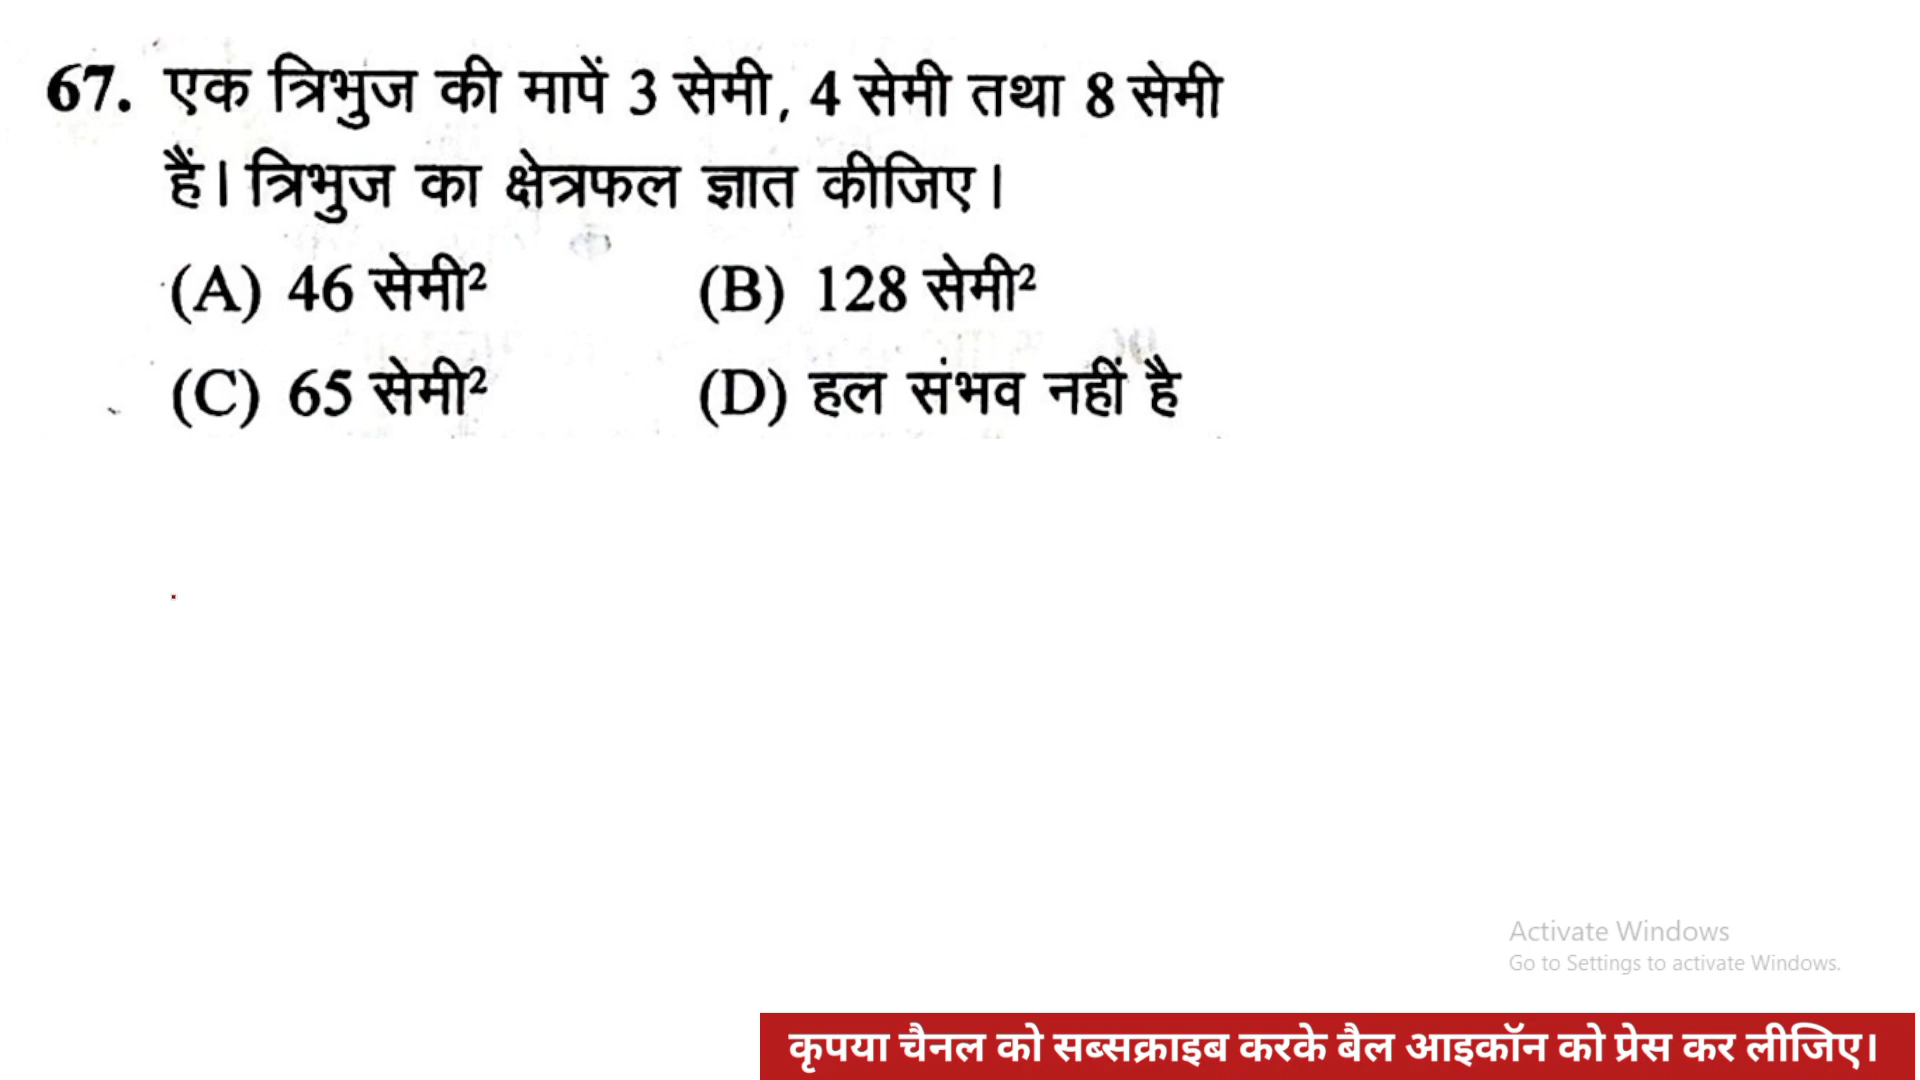 67. एक त्रिभुज की मापें 3 सेमी, 4 सेमी तथा 8 सेमी
हैं। त्रिभुज का क्षेत्रफल ज्ञात कीजिए।
(A) 46 सेमी² (B) 128 सेमी²
(C) 65 सेमी² (D) हल संभव नहीं है
Activate Windows
Go to Settings to activate Windows.
कृपया चैनल को सब्सक्राइब करके बैल आइकॉन को प्रेस कर लीजिए।